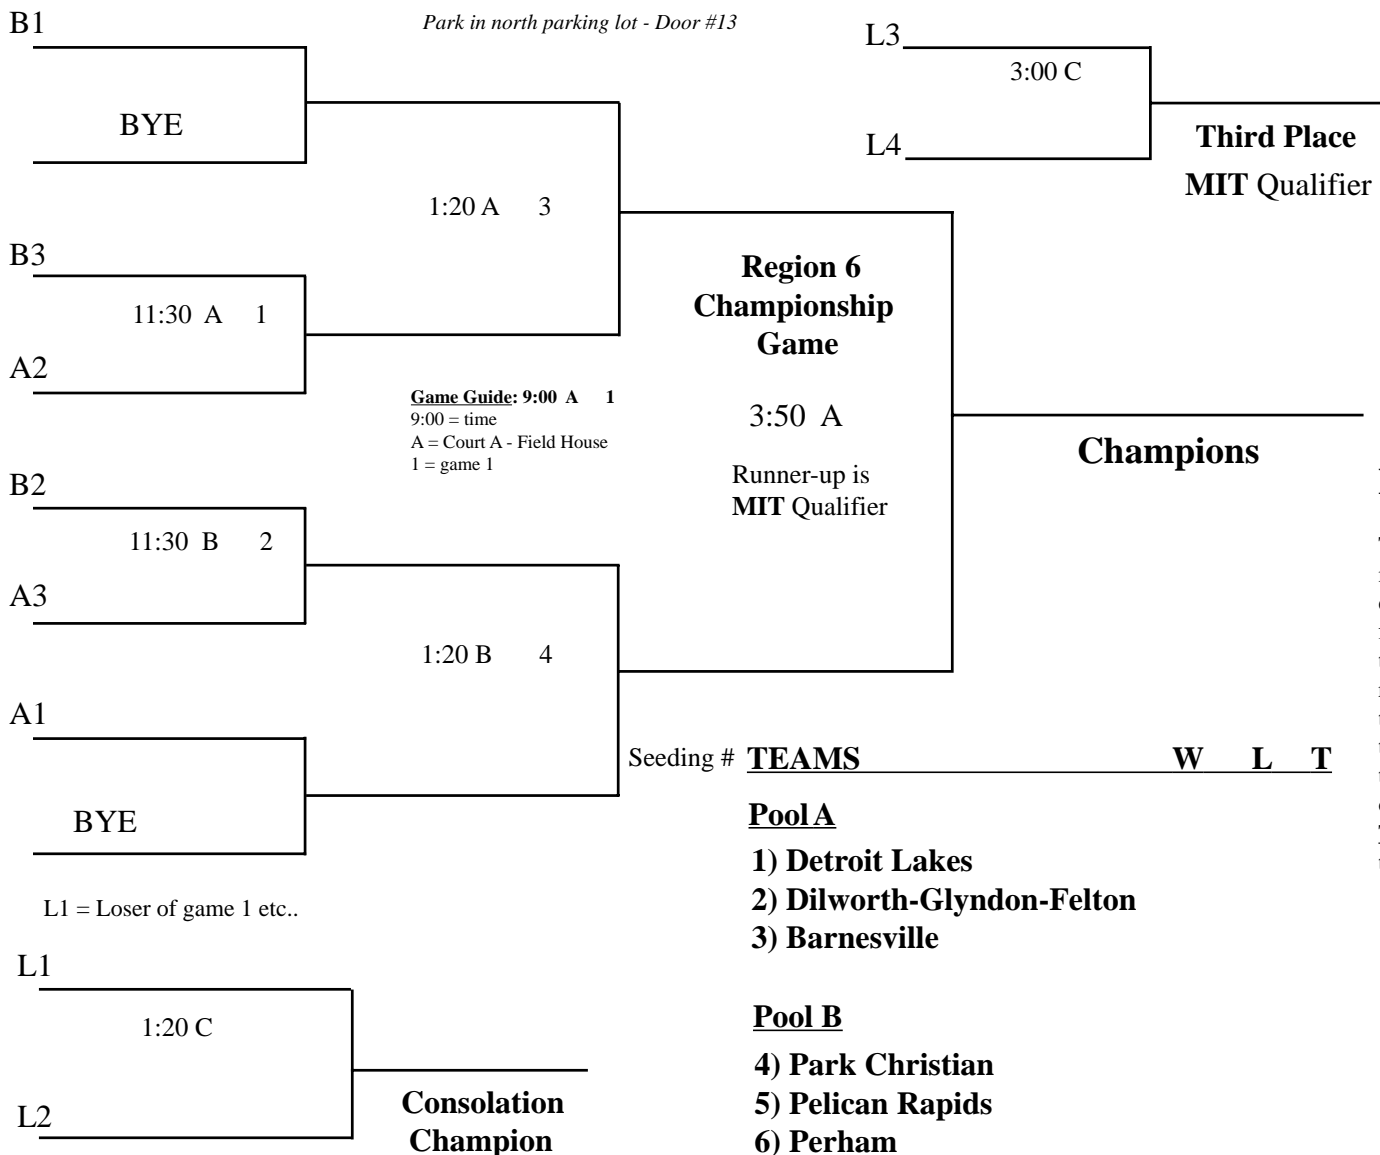 B1
Park in north parking lot - Door #13
L3
3:00 C
BYE
L4
Third Place
MIT Qualifier
1:20 A 3
B3
11:30 A 1
A2
Region 6
Championship
Game
Game Guide: 9:00 A 1
9:00 = time
A = Court A - Field House
1 = game 1
3:50 A
Runner-up is
MIT Qualifier
Champions
B2
11:30 B 2
A3
1:20 B 4
A1
BYE
Seeding # TEAMS W L T
Pool A
1) Detroit Lakes
2) Dilworth-Glyndon-Felton
3) Barnesville
L1 = Loser of game 1 etc..
L1
1:20 C
L2
Consolation
Champion
Pool B
4) Park Christian
5) Pelican Rapids
6) Perham